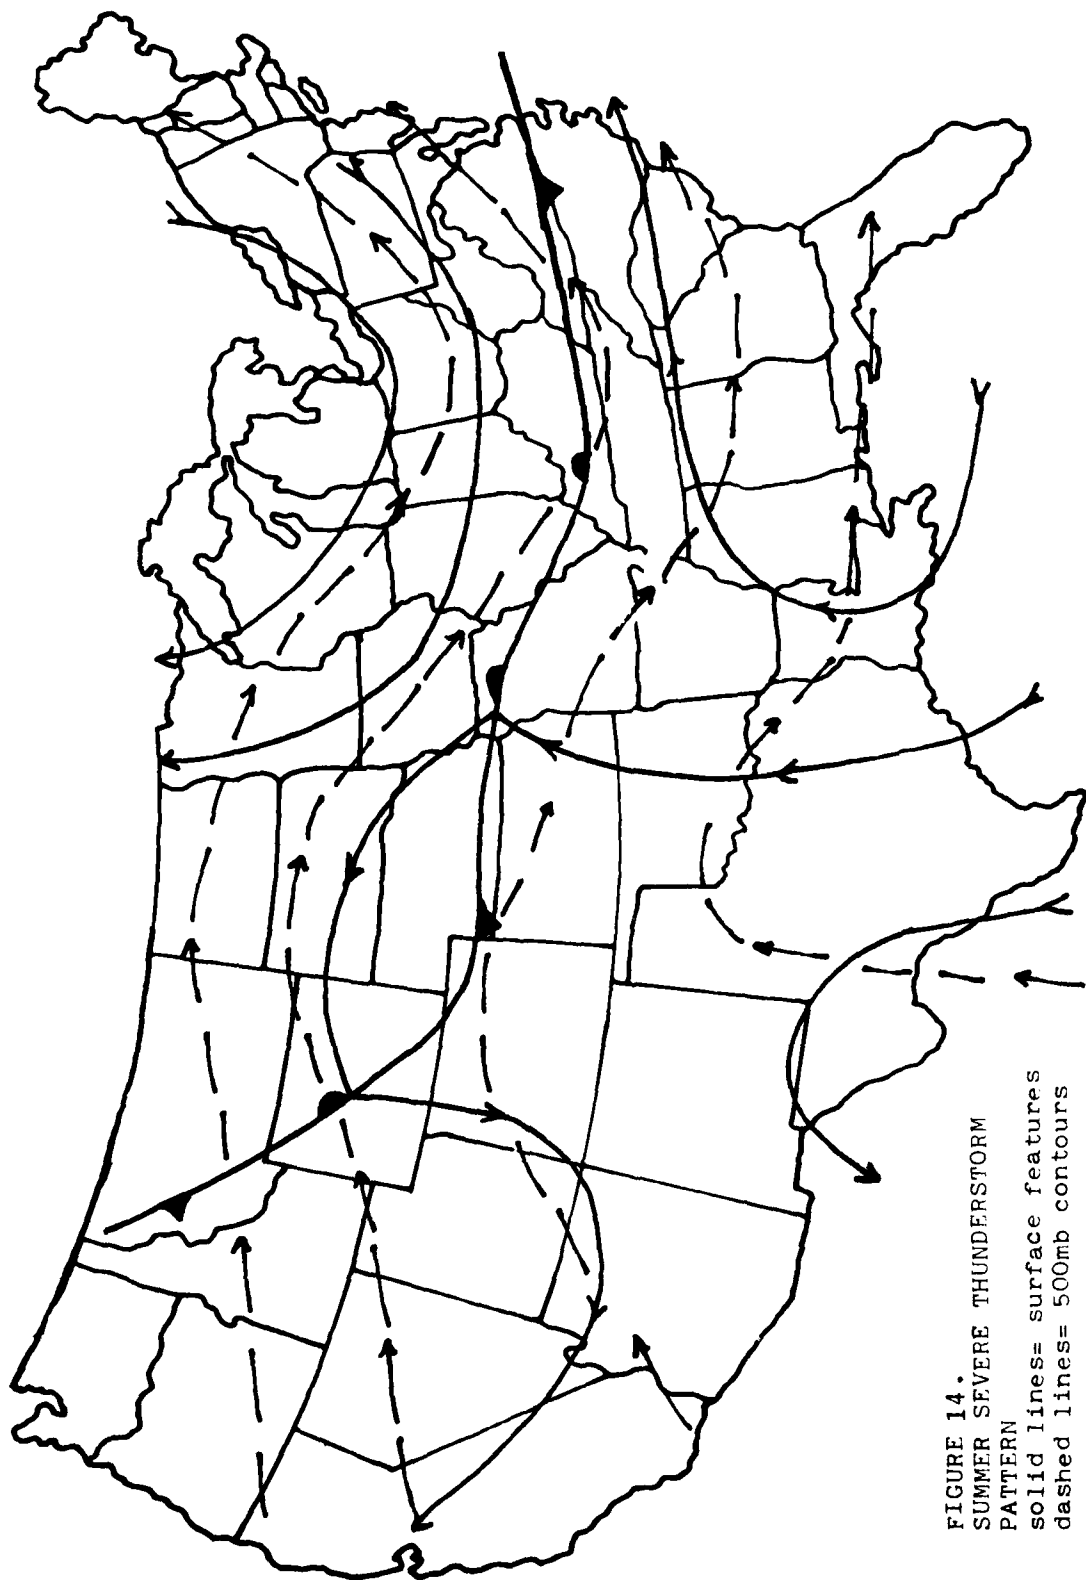 FIGURE 14.
SUMMER SEVERE THUNDERSTORM
PATTERN
solid lines= surface features
dashed lines= 500mb contours